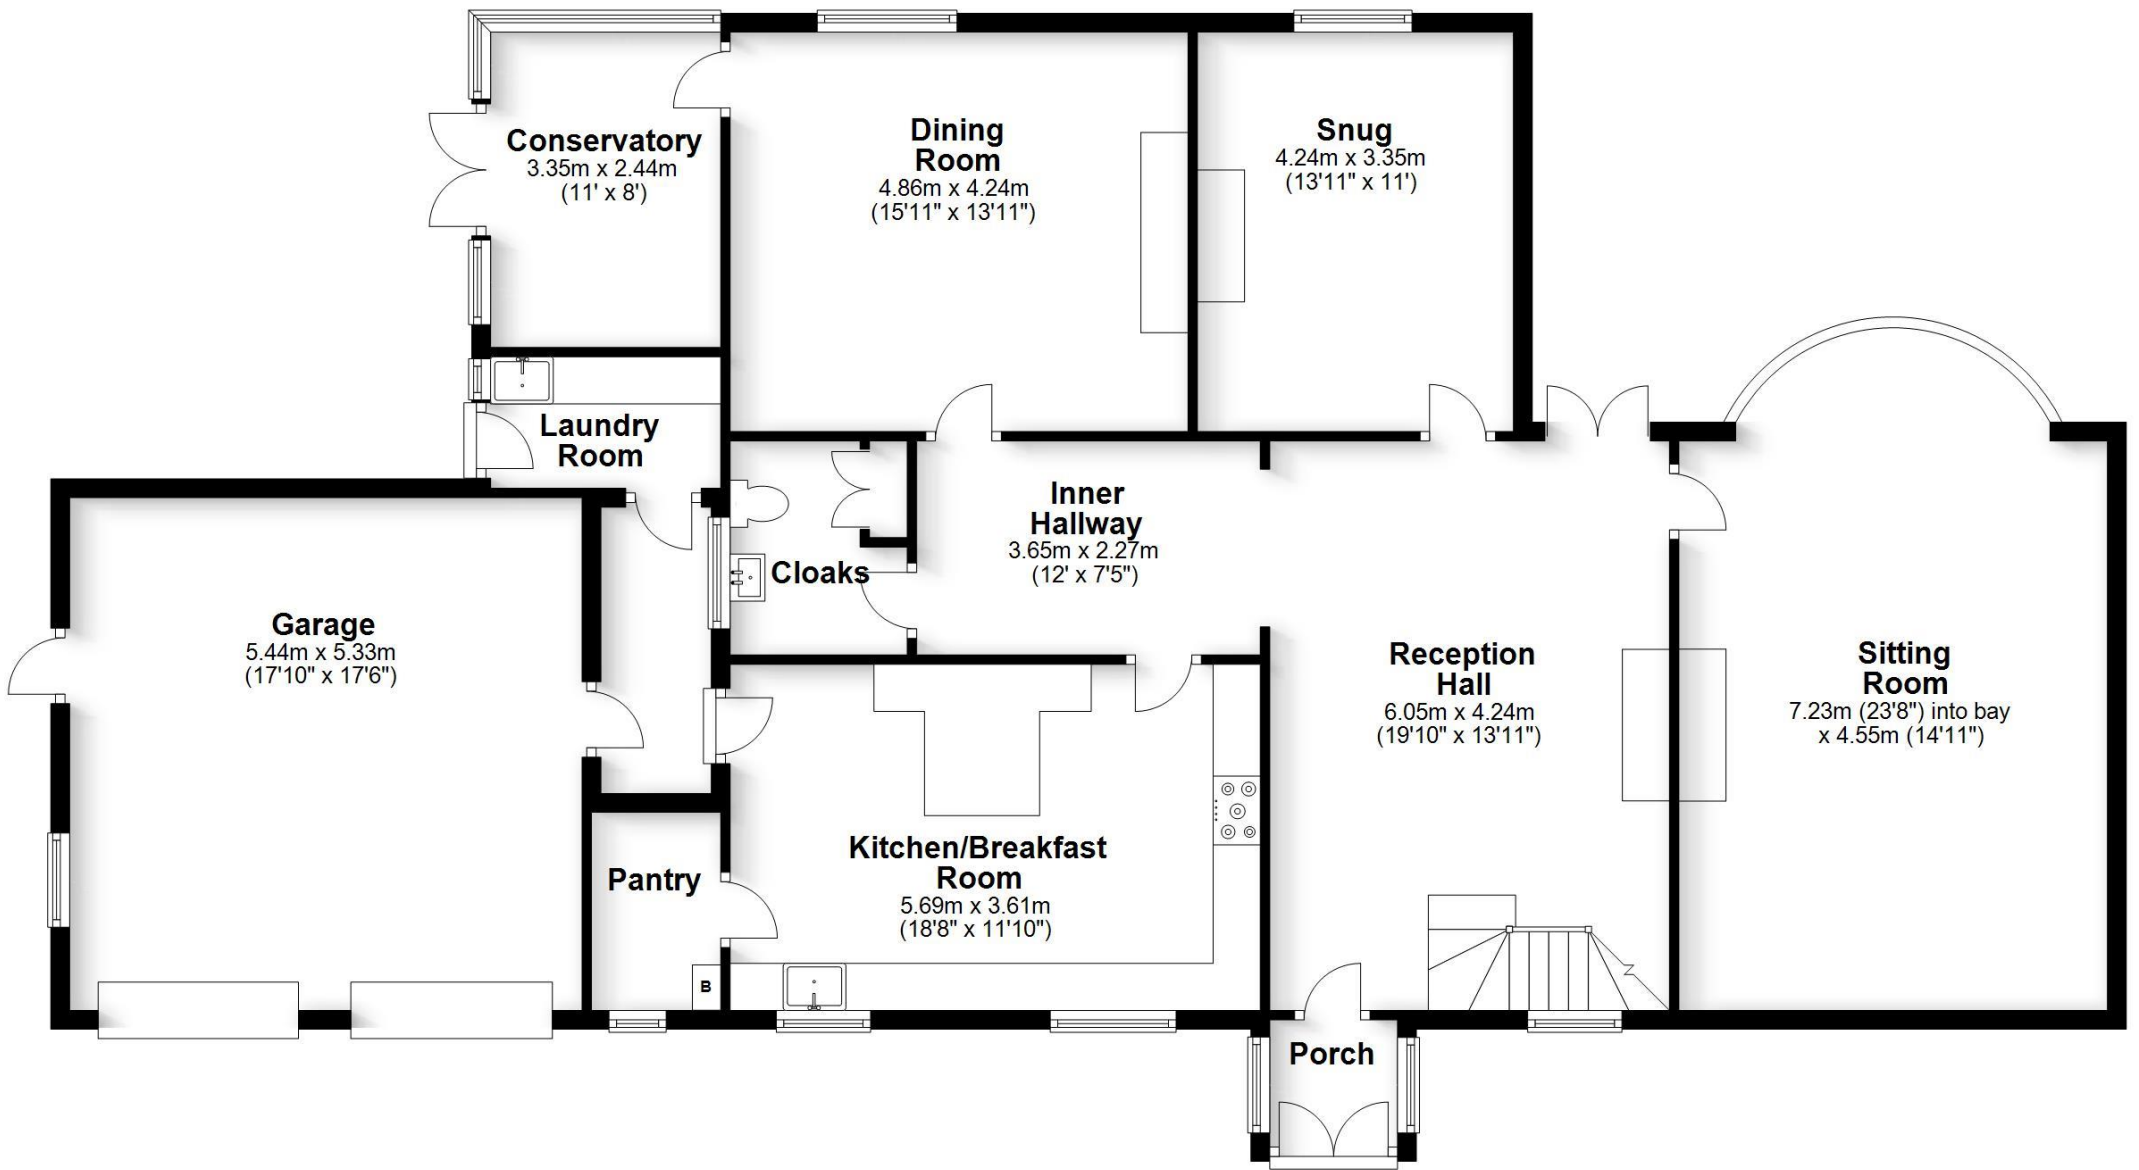 Conservatory
3.35m x 2.44m
(11' x 8')
Dining
Room
4.86m x 4.24m
(15'11" x 13'11")
Snug
4.24m x 3.35m
(13'11" x 11')
Laundry
Room
Inner
Hallway
3.65m x 2.27m
(12' x 7'5")
Cloaks
Garage
5.44m x 5.33m
(17'10" x 17'6")
Reception
Hall
6.05m x 4.24m
(19'10" x 13'11")
Sitting
Room
7.23m (23'8") into bay
x 4.55m (14'11")
Pantry
Kitchen/Breakfast
Room
5.69m x 3.61m
(18'8" x 11'10")
B
Porch